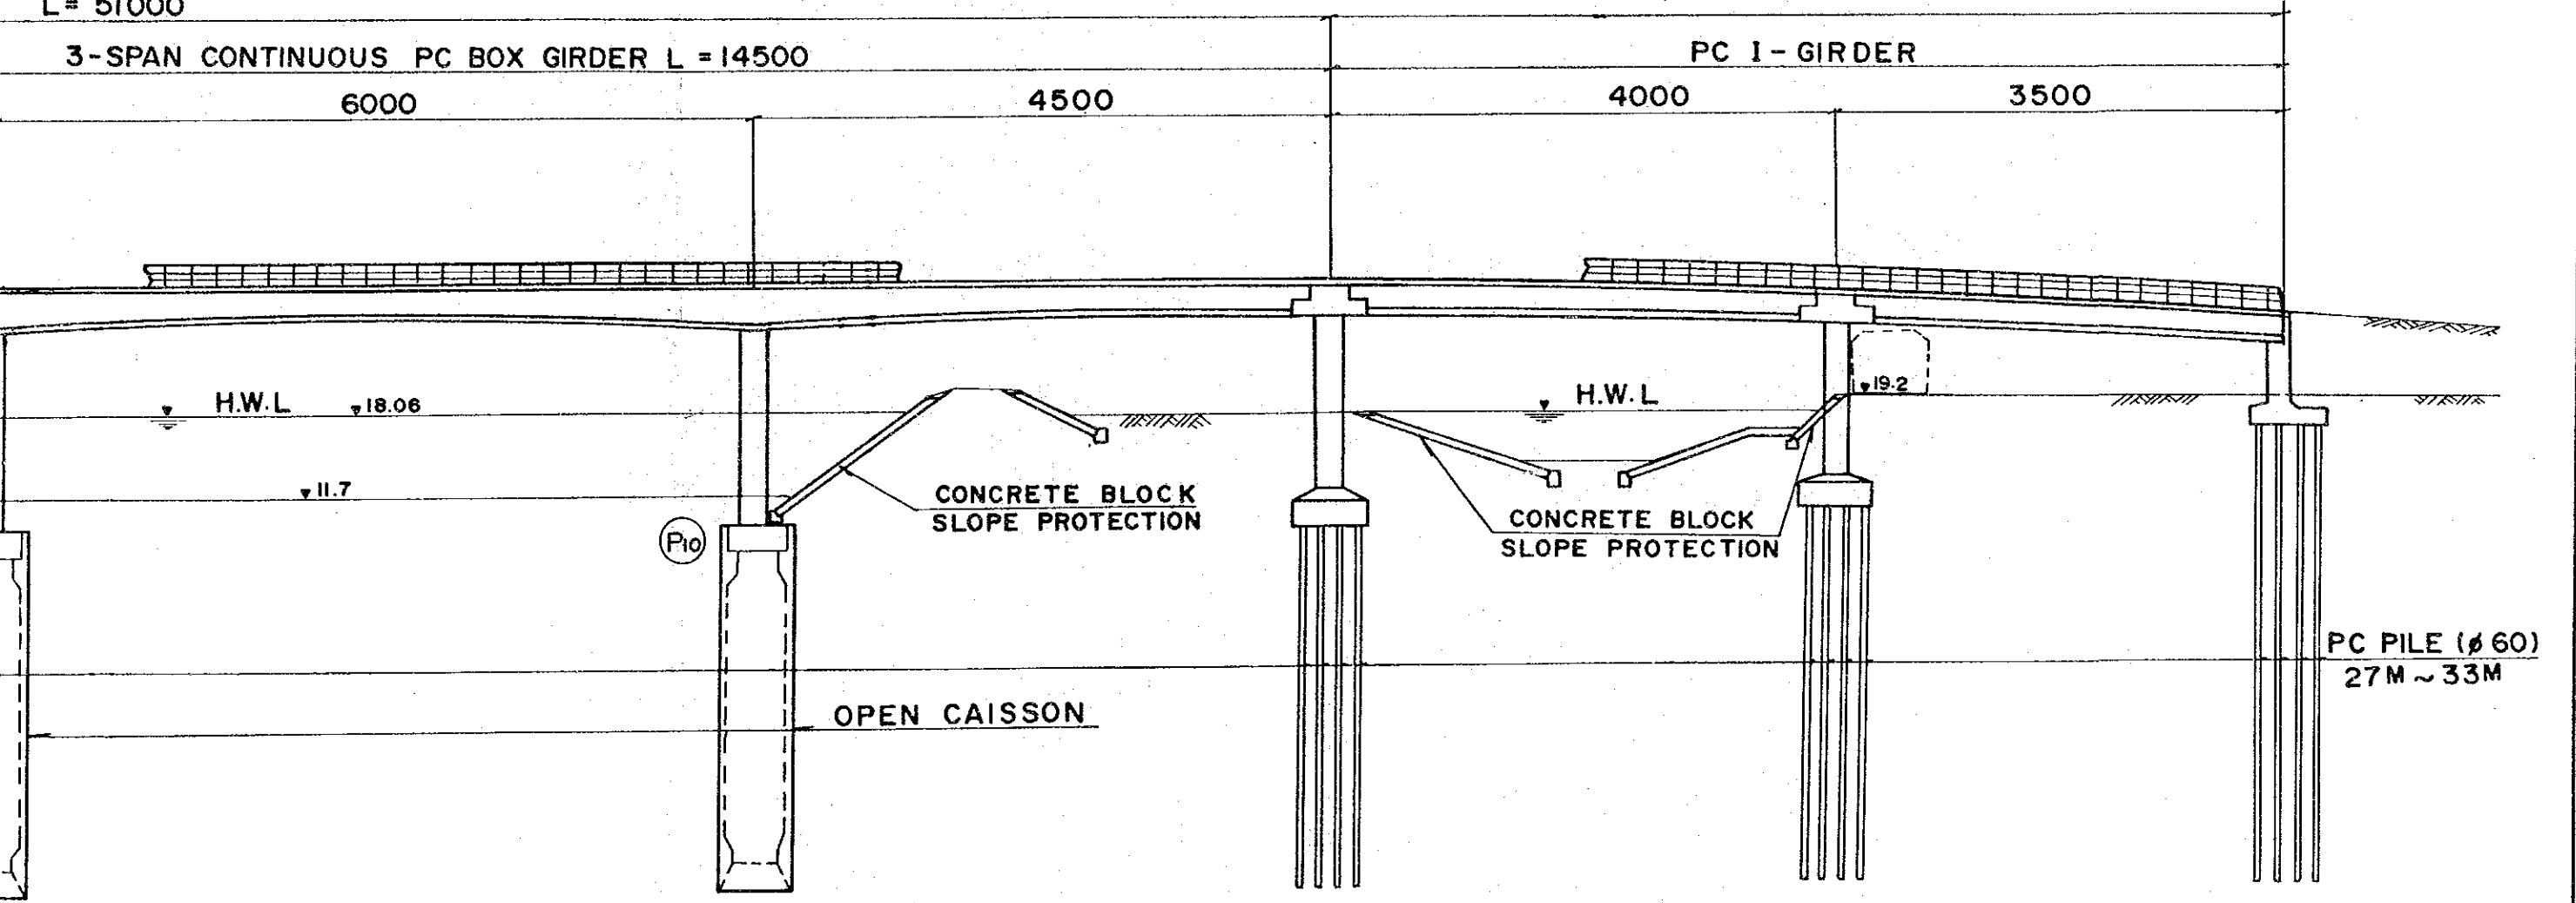 L= 51000
3-SPAN CONTINUOUS PC BOX GIRDER L =14500
PC I-GIRDER
6000
4500
4000
3500
H.W.L
18.06
H.W.L
19.2
11.7
CONCRETE BLOCK
SLOPE PROTECTION
CONCRETE BLOCK
SLOPE PROTECTION
P10
PC PILE (ø 60)
27M ~ 33M
OPEN CAISSON